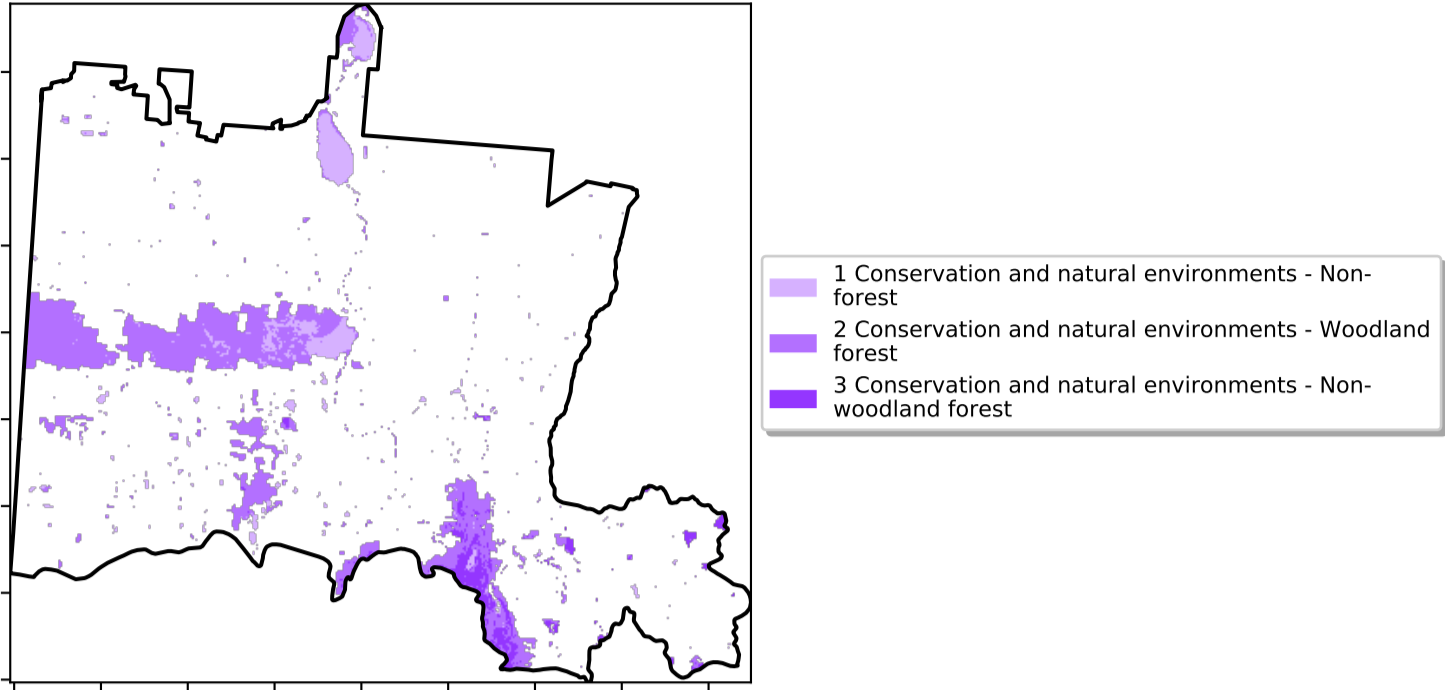 1 Conservation and natural environments - Non-
forest
2 Conservation and natural environments - Woodland
forest
3 Conservation and natural environments - Non-
woodland forest